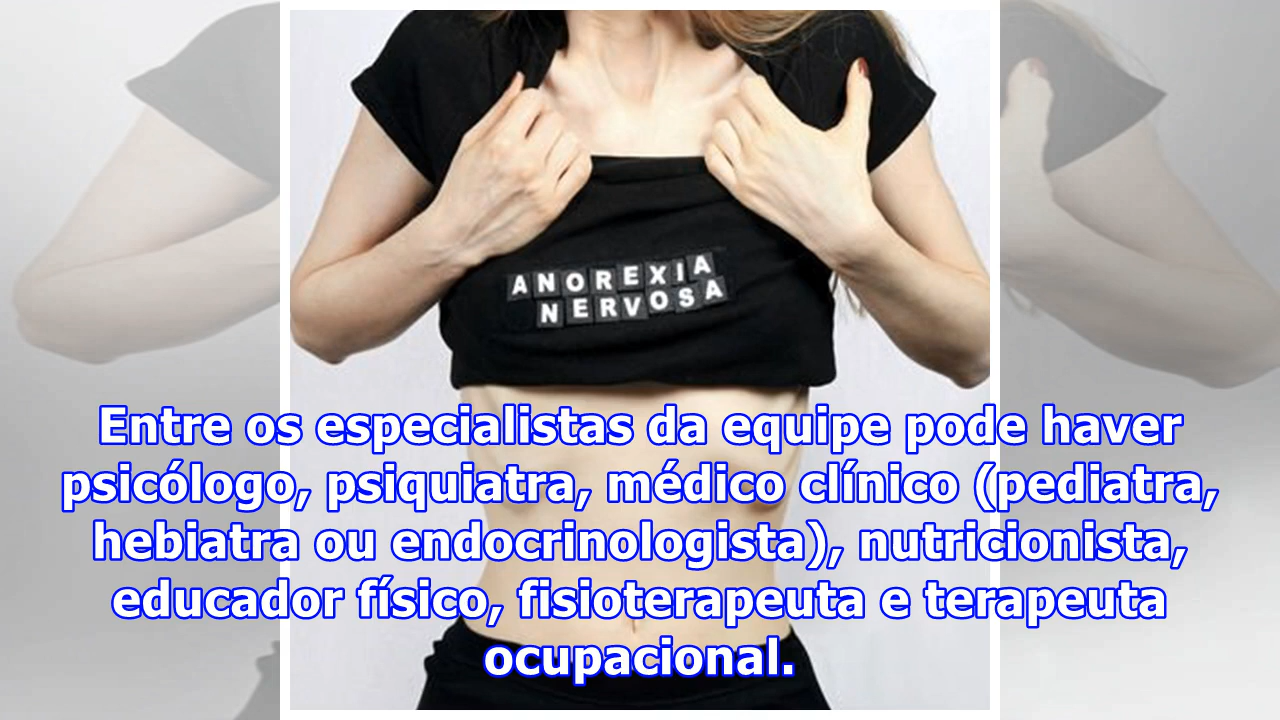 ANOREXIA
NERVOSA
Entre os especialistas da equipe pode haver
psicólogo, psiquiatra, médico clínico (pediatra,
hebiatra ou endocrinologista), nutricionista,
educador físico, fisioterapeuta e terapeuta
ocupacional.